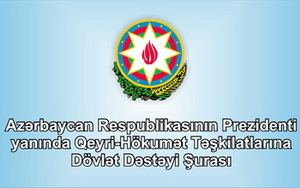 Azərbaycan Respublikasının Prezidenti
yanında Qeyri-Hökumət Təşkilatlarına
Dövlət Dəstəyi Şurası